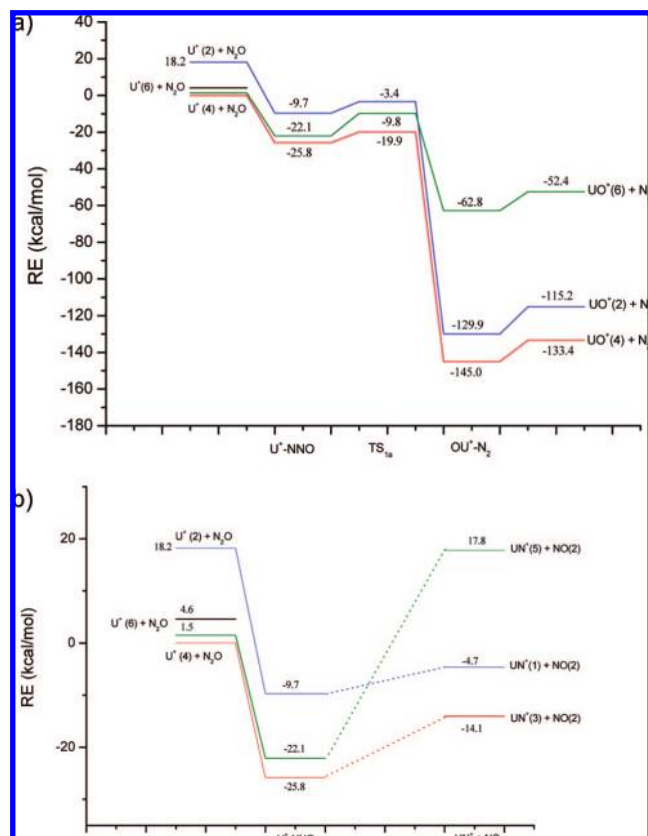 a)
40
20
0
-20
-40
-60
-80
-100
-120
-140
-160
-180
RE (kcal/mol)
U⁺ (2) + N₂O
18.2
U⁺(6) + N₂O
U⁺ (4) + N₂O
-9.7
-22.1
-25.8
-3.4
-9.8
-19.9
-62.8
-52.4
UO⁺(6) + N
-129.9
-115.2
UO⁺(2) + N
-145.0
-133.4
UO⁺(4) + N
U⁺-NNO
TS₁ₐ
OU⁺-N₂
b)
20
0
-20
RE (kcal/mol)
U⁺ (2) + N₂O
18.2
4.6
U⁺ (6) + N₂O
1.5
U⁺ (4) + N₂O
-9.7
-22.1
-25.8
17.8
UN⁺(5) + NO(2)
-4.7
UN⁺(1) + NO(2)
-14.1
UN⁺(3) + NO(2)